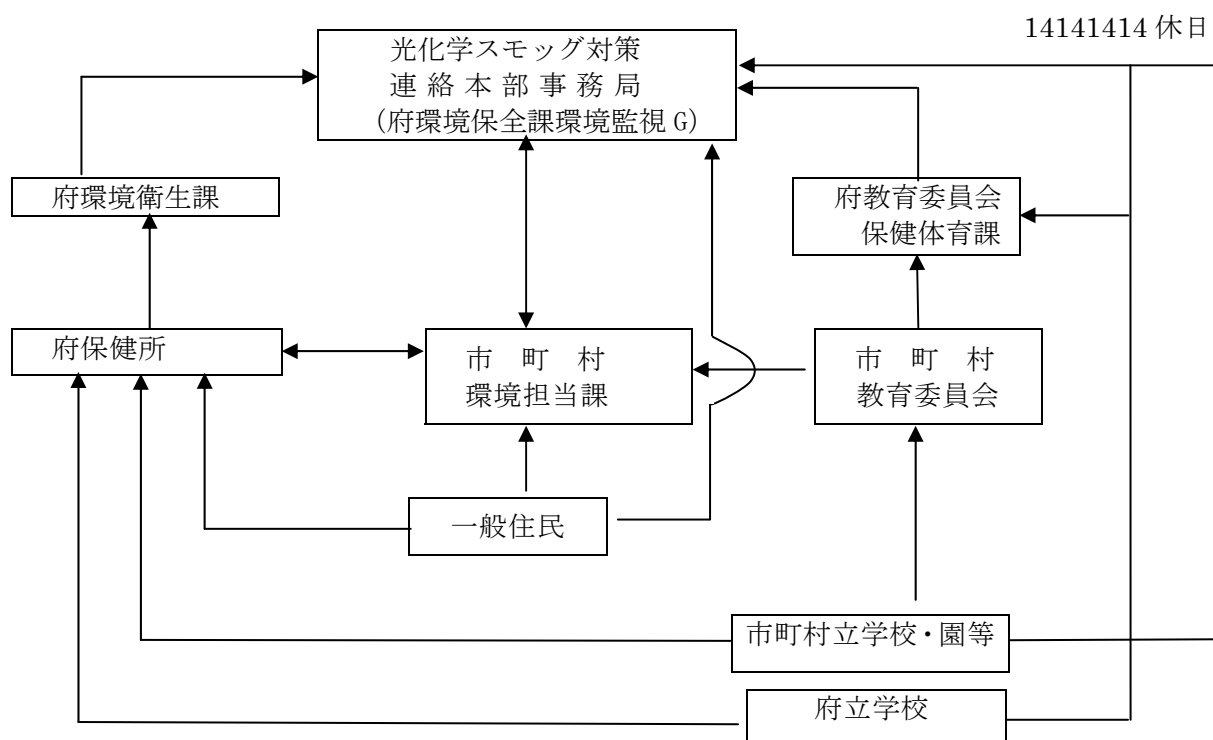 14141414 休日
光化学スモッグ対策
連絡本部事務局
(府環境保全課環境監視 G)
府環境衛生課
府教育委員会
保健体育課
府保健所
市 町 村
環境担当課
市 町 村
教育委員会
一般住民
市町村立学校・園等
府立学校